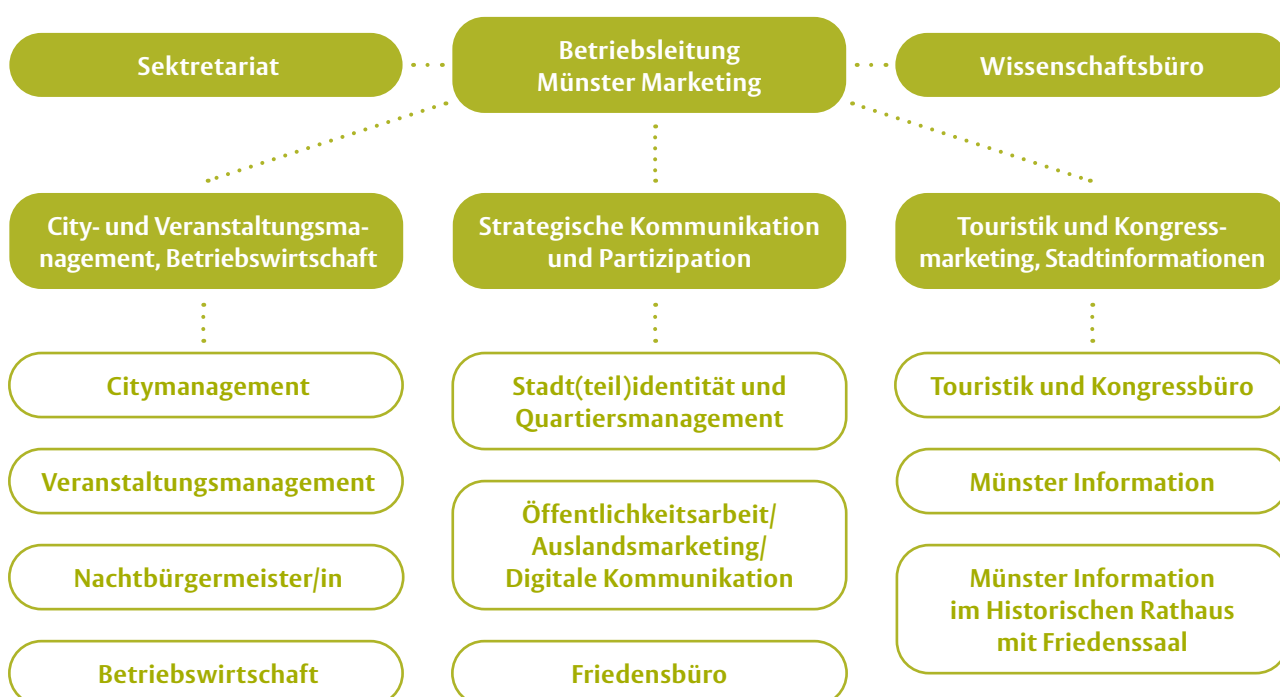 Sektretariat
Betriebsleitung
Münster Marketing
Wissenschaftsbüro
City- und Veranstaltungsma-
nagement, Betriebswirtschaft
Strategische Kommunikation
und Partizipation
Touristik und Kongress-
marketing, Stadtinformationen
Citymanagement
Veranstaltungsmanagement
Nachtbürgermeister/in
Betriebswirtschaft
Stadt(teil)identität und
Quartiersmanagement
Öffentlichkeitsarbeit/
Auslandsmarketing/
Digitale Kommunikation
Friedensbüro
Touristik und Kongressbüro
Münster Information
Münster Information
im Historischen Rathaus
mit Friedenssaal